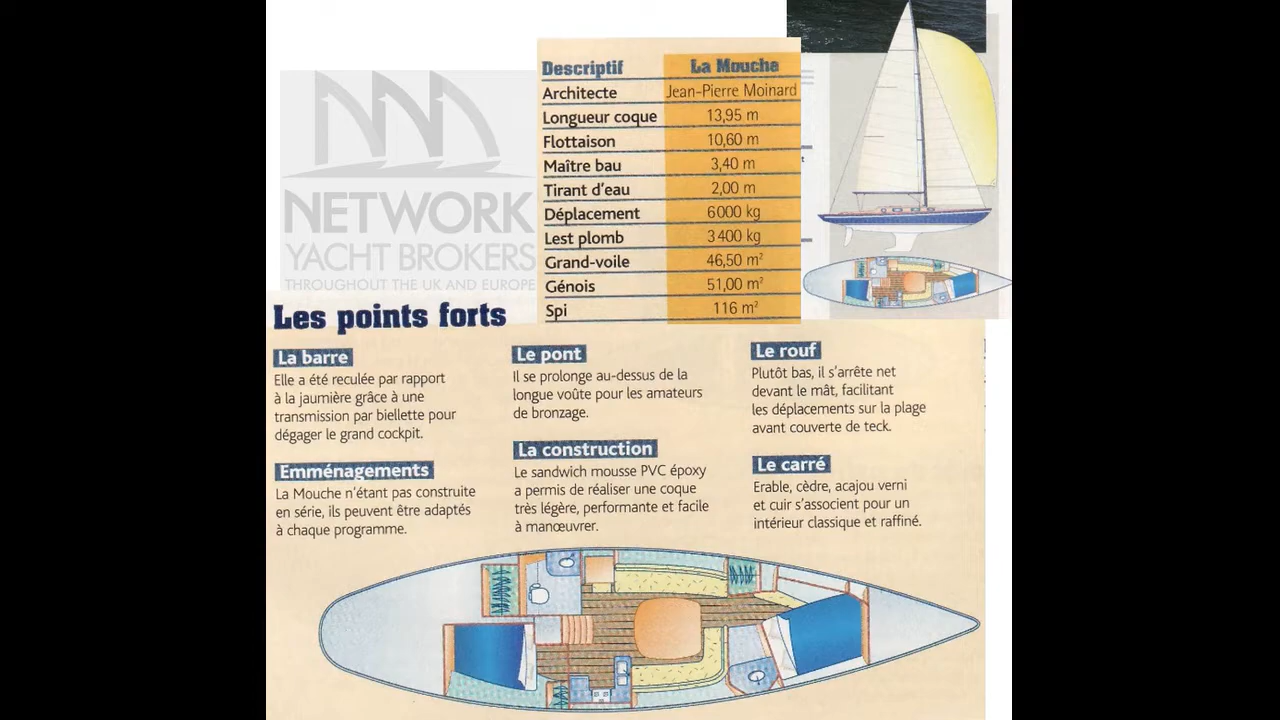 NETWORK
YACHT BROKERS
THROUGHOUT THE UK AND EUROPE
Descriptif La Mouche
Architecte Jean-Pierre Moinard
Longueur coque 13,95 m
Flottaison 10,60 m
Maître bau 3,40 m
Tirant d'eau 2,00 m
Déplacement 6000 kg
Lest plomb 3400 kg
Grand-voile 46,50 m²
Génois 51,00 m²
Spi 116 m²
Les points forts
La barre
Elle a été reculée par rapport
à la jaumière grâce à une
transmission par biellette pour
dégager le grand cockpit.
Emménagements
La Mouche n'étant pas construite
en série, ils peuvent être adaptés
à chaque programme.
Le pont
Il se prolonge au-dessus de la
longue voûte pour les amateurs
de bronzage.
La construction
Le sandwich mousse PVC époxy
a permis de réaliser une coque
très légère, performante et facile
à manœuvrer.
Le rouf
Plutôt bas, il s'arrête net
devant le mât, facilitant
les déplacements sur la plage
avant couverte de teck.
Le carré
Erable, cèdre, acajou verni
et cuir s'associent pour un
intérieur classique et raffiné.